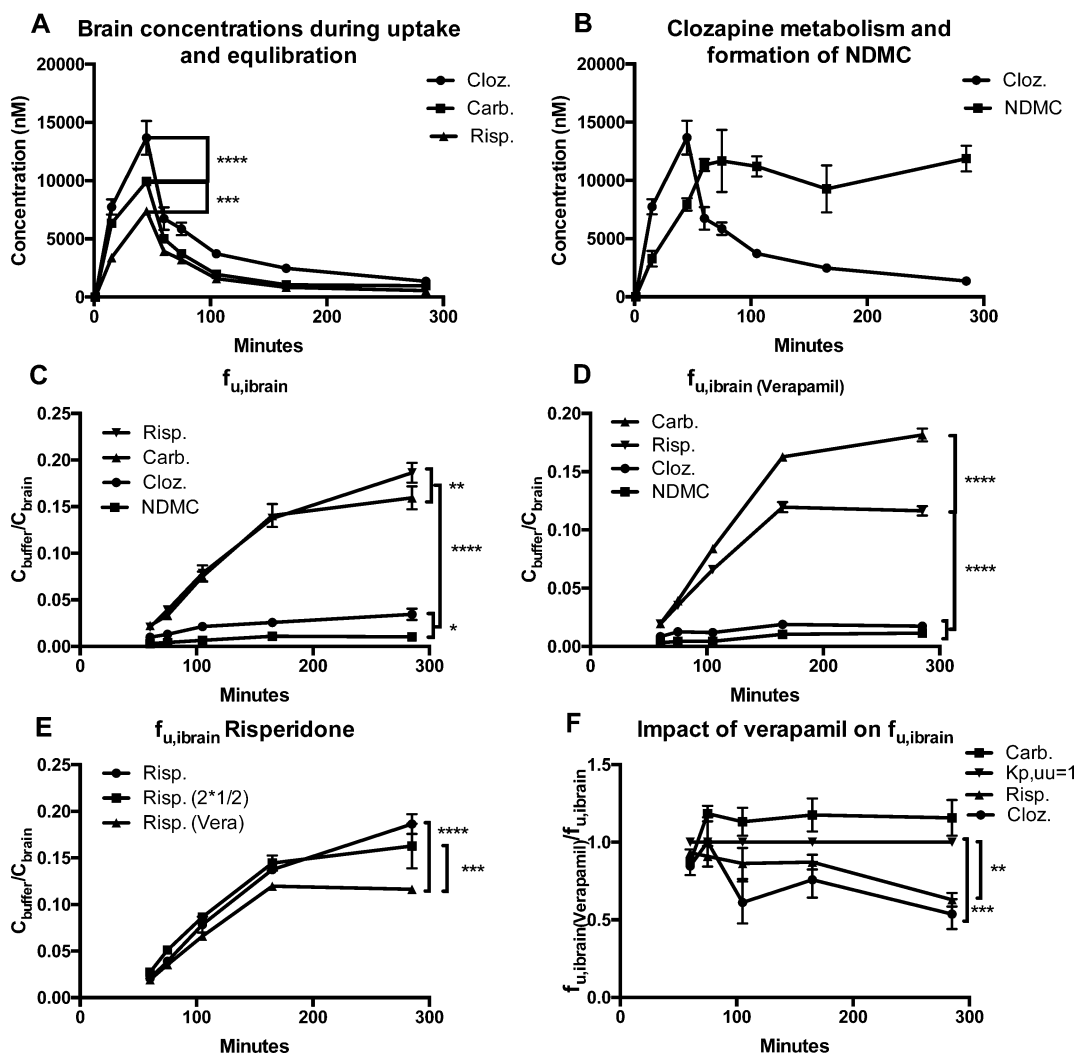 A Brain concentrations during uptake
and equlibration
20000
15000
10000
5000
0
Concentration (nM)
0 100 200 300
Minutes
Cloz.
Carb.
Risp.
****
***
B Clozapine metabolism and
formation of NDMC
20000
15000
10000
5000
0
Concentration (nM)
0 100 200 300
Minutes
Cloz.
NDMC
C fu,ibrain
0.25
0.20
0.15
0.10
0.05
0.00
Cbuffer/Cbrain
0 100 200 300
Minutes
Risp.
Carb.
Cloz.
NDMC
**
****
*
D fu,ibrain (Verapamil)
0.20
0.15
0.10
0.05
0.00
Cbuffer/Cbrain
0 100 200 300
Minutes
Carb.
Risp.
Cloz.
NDMC
****
****
E fu,ibrain Risperidone
0.25
0.20
0.15
0.10
0.05
0.00
Cbuffer/Cbrain
0 100 200 300
Minutes
Risp.
Risp. (2*1/2)
Risp. (Vera)
****
***
F Impact of verapamil on fu,ibrain
1.5
1.0
0.5
0.0
fu,ibrain(Verapamil)/fu,ibrain
0 100 200 300
Minutes
Carb.
Kp,uu=1
Risp.
Cloz.
**
***